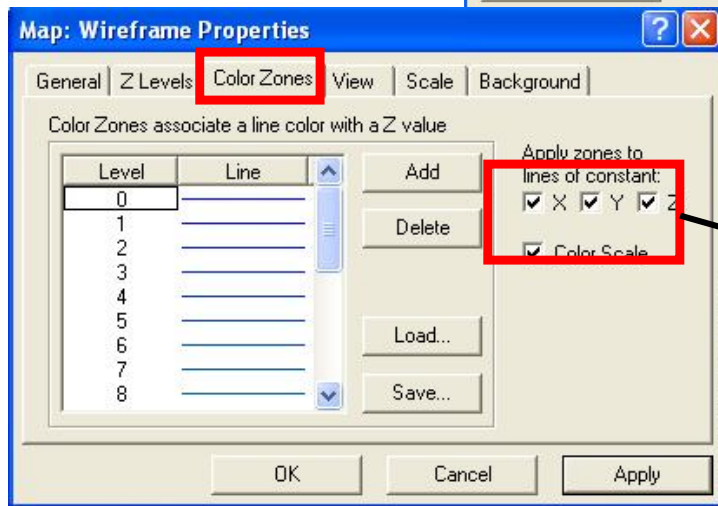 Map: Wireframe Properties
General Z Levels Color Zones View Scale Background
Color Zones associate a line color with a Z value
Level Line
0
1
2
3
4
5
6
7
8
Add
Delete
Load...
Save...
Apply zones to
lines of constant:
X Y Z
Color Scale
OK Cancel Apply